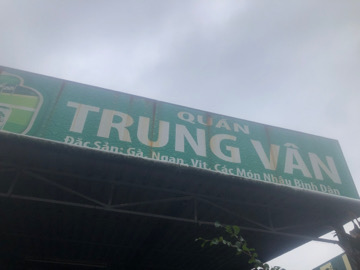 QUÁN
TRUNG VÂN
Đặc Sản: Gà, Ngan, Vịt, Các Món Nhậu Bình Dân